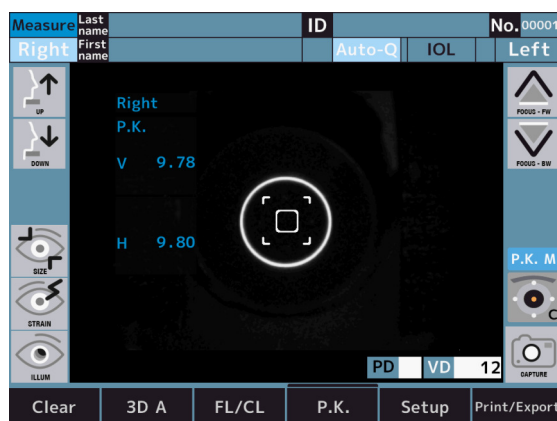 Measure Last name ID No. 00001
Right First name Auto-Q IOL Left
UP
DOWN
SIZE
STRAIN
ILLUM
Right
P.K.
V 9.78
H 9.80
FOCUS - FW
FOCUS - BW
P.K. M
C
CAPTURE
PD VD 12
Clear 3D A FL/CL P.K. Setup Print/Export